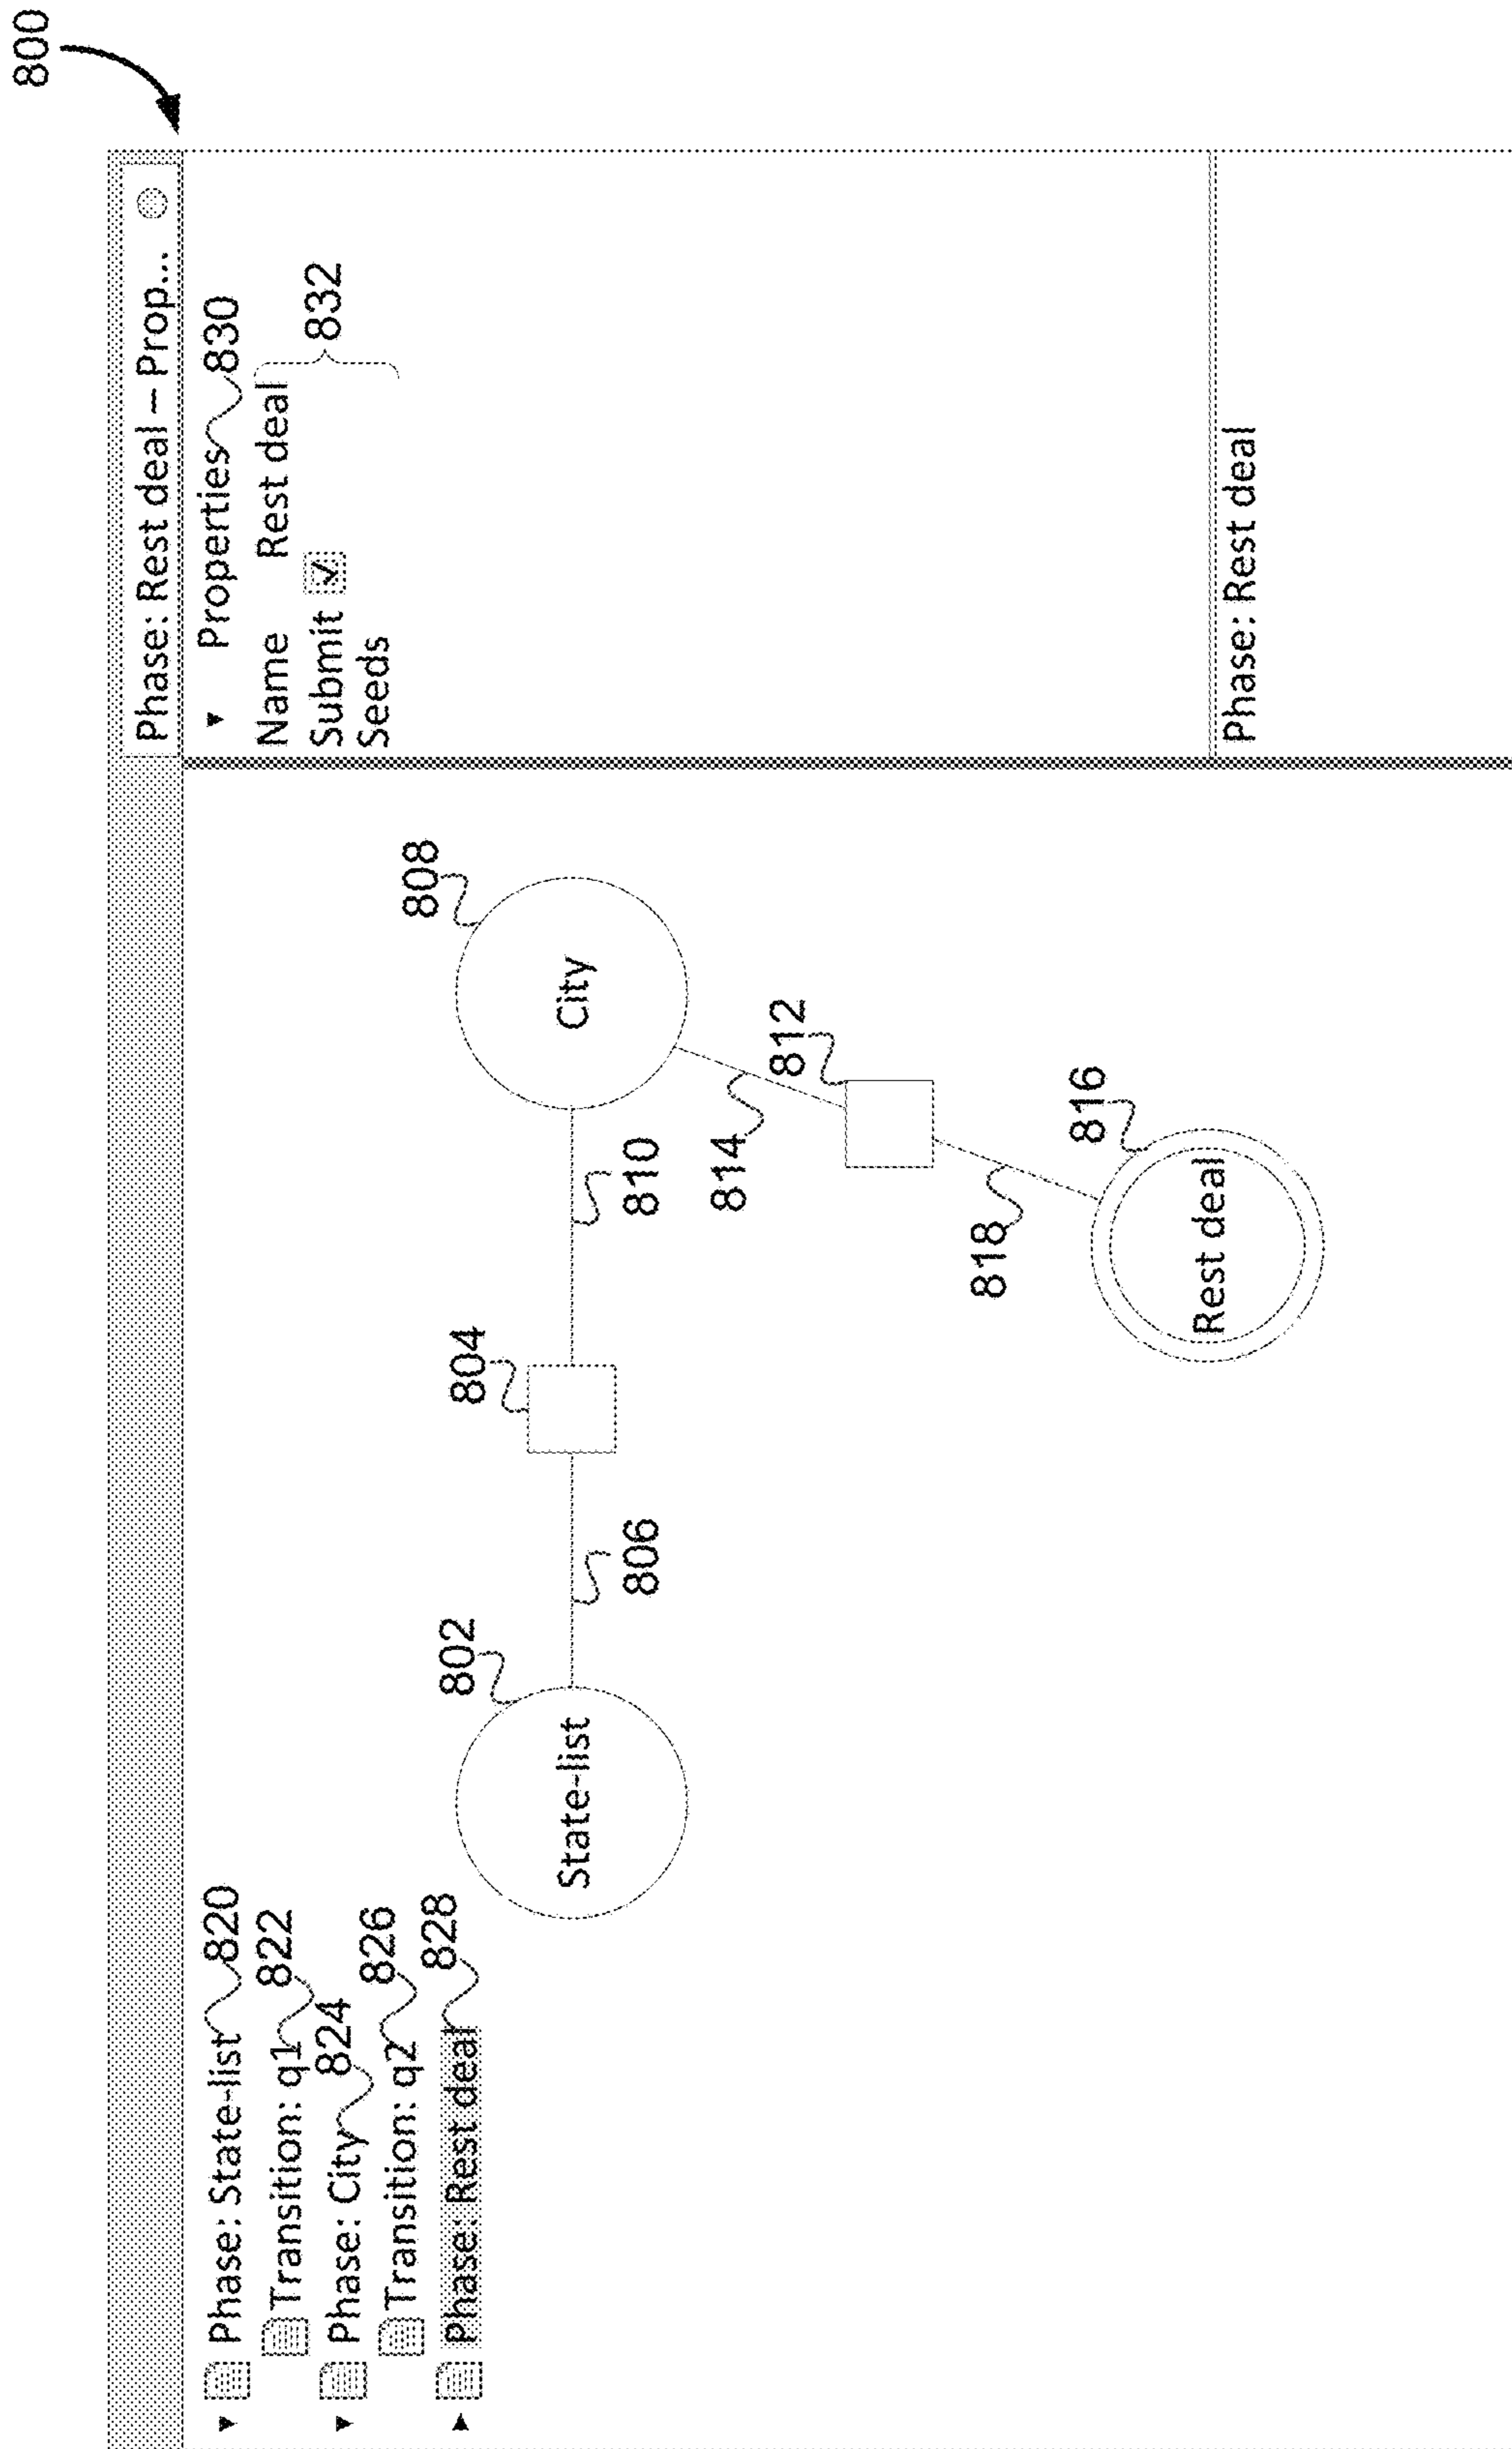 800
Phase: Rest deal – Prop...
Phase: State-list 820
Transition: q1 822
Phase: City 824
Transition: q2 826
Phase: Rest deal 828
802
State-list
806
804
810
808
City
814
812
818
816
Rest deal
Properties 830
Name Rest deal
Submit
Seeds
832
Phase: Rest deal